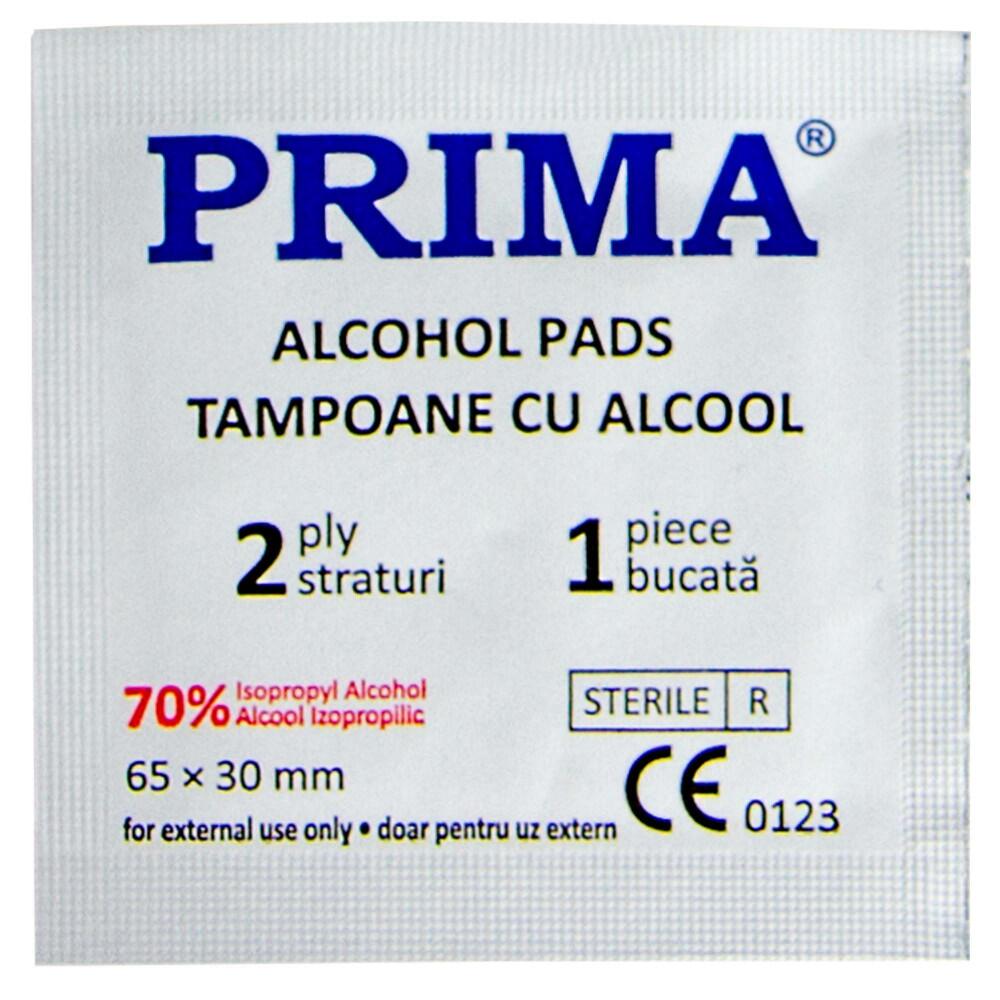 PRIMA®
ALCOHOL PADS
TAMPOANE CU ALCOOL
2 ply straturi
1 piece bucată
70% Isopropyl Alcohol
Alcool Izopropilic
STERILE R
65 × 30 mm
CE 0123
for external use only • doar pentru uz extern